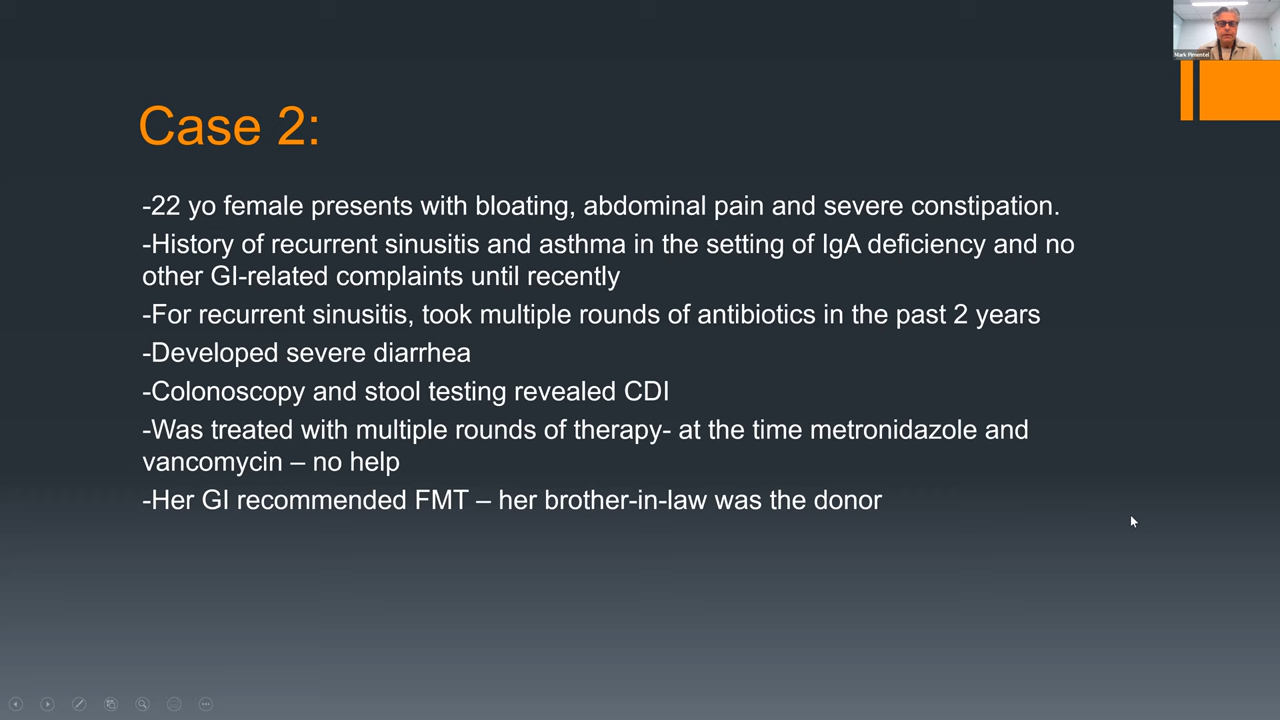 Mark Pimentel
Case 2:
-22 yo female presents with bloating, abdominal pain and severe constipation.
-History of recurrent sinusitis and asthma in the setting of IgA deficiency and no
other GI-related complaints until recently
-For recurrent sinusitis, took multiple rounds of antibiotics in the past 2 years
-Developed severe diarrhea
-Colonoscopy and stool testing revealed CDI
-Was treated with multiple rounds of therapy- at the time metronidazole and
vancomycin – no help
-Her GI recommended FMT – her brother-in-law was the donor